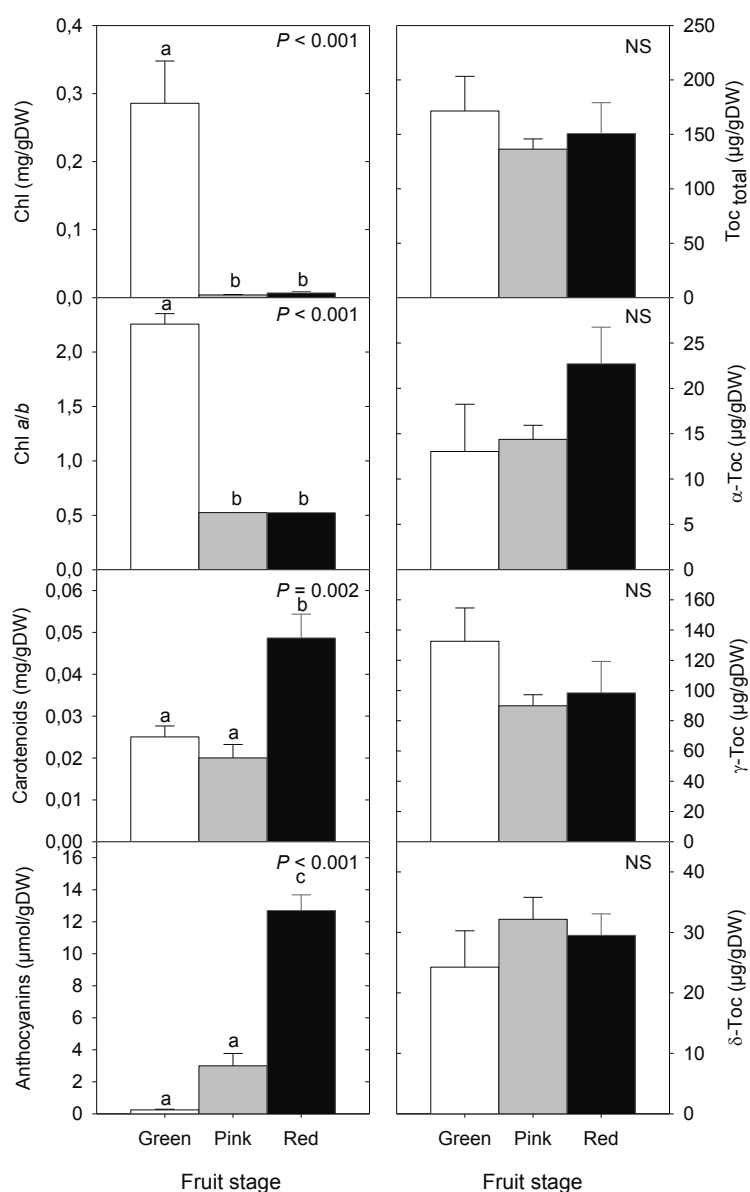 0,4
0,3
0,2
0,1
0,0
Chl (mg/gDW)
P < 0.001
a
b
b
NS
250
200
150
100
50
0
Toc total (µg/gDW)
2,0
1,5
1,0
0,5
0,0
Chl a/b
P < 0.001
a
b
b
NS
25
20
15
10
5
0
α-Toc (µg/gDW)
0,06
0,05
0,04
0,03
0,02
0,01
0,00
Carotenoids (mg/gDW)
P = 0.002
a
a
b
NS
160
140
120
100
80
60
40
20
0
γ-Toc (µg/gDW)
16
14
12
10
8
6
4
2
0
Anthocyanins (µmol/gDW)
P < 0.001
a
a
c
NS
40
30
20
10
0
δ-Toc (µg/gDW)
Green Pink Red
Fruit stage
Green Pink Red
Fruit stage